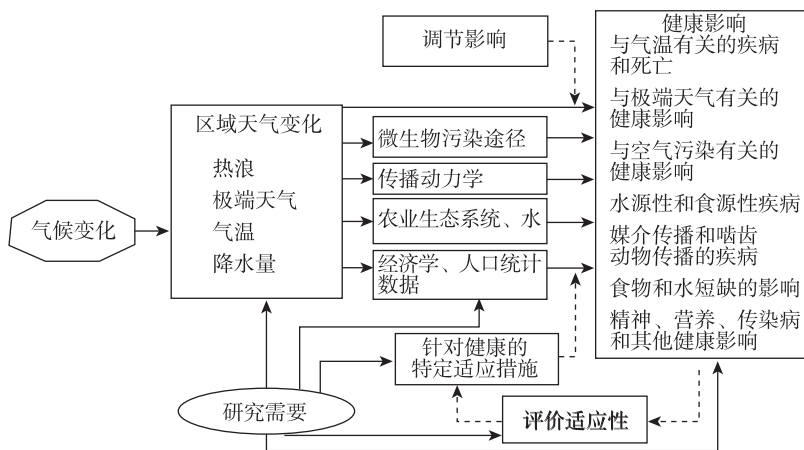 调节影响
健康影响
与气温有关的疾病
和死亡
与极端天气有关的
健康影响
与空气污染有关的
健康影响
水源性和食源性疾病
媒介传播和啮齿
动物传播的疾病
食物和水短缺的影响
精神、营养、传染病
和其他健康影响
区域天气变化
热浪
极端天气
气温
降水量
微生物污染途径
传播动力学
农业生态系统、水
经济学、人口统计
数据
气候变化
针对健康的
特定适应措施
研究需要
评价适应性